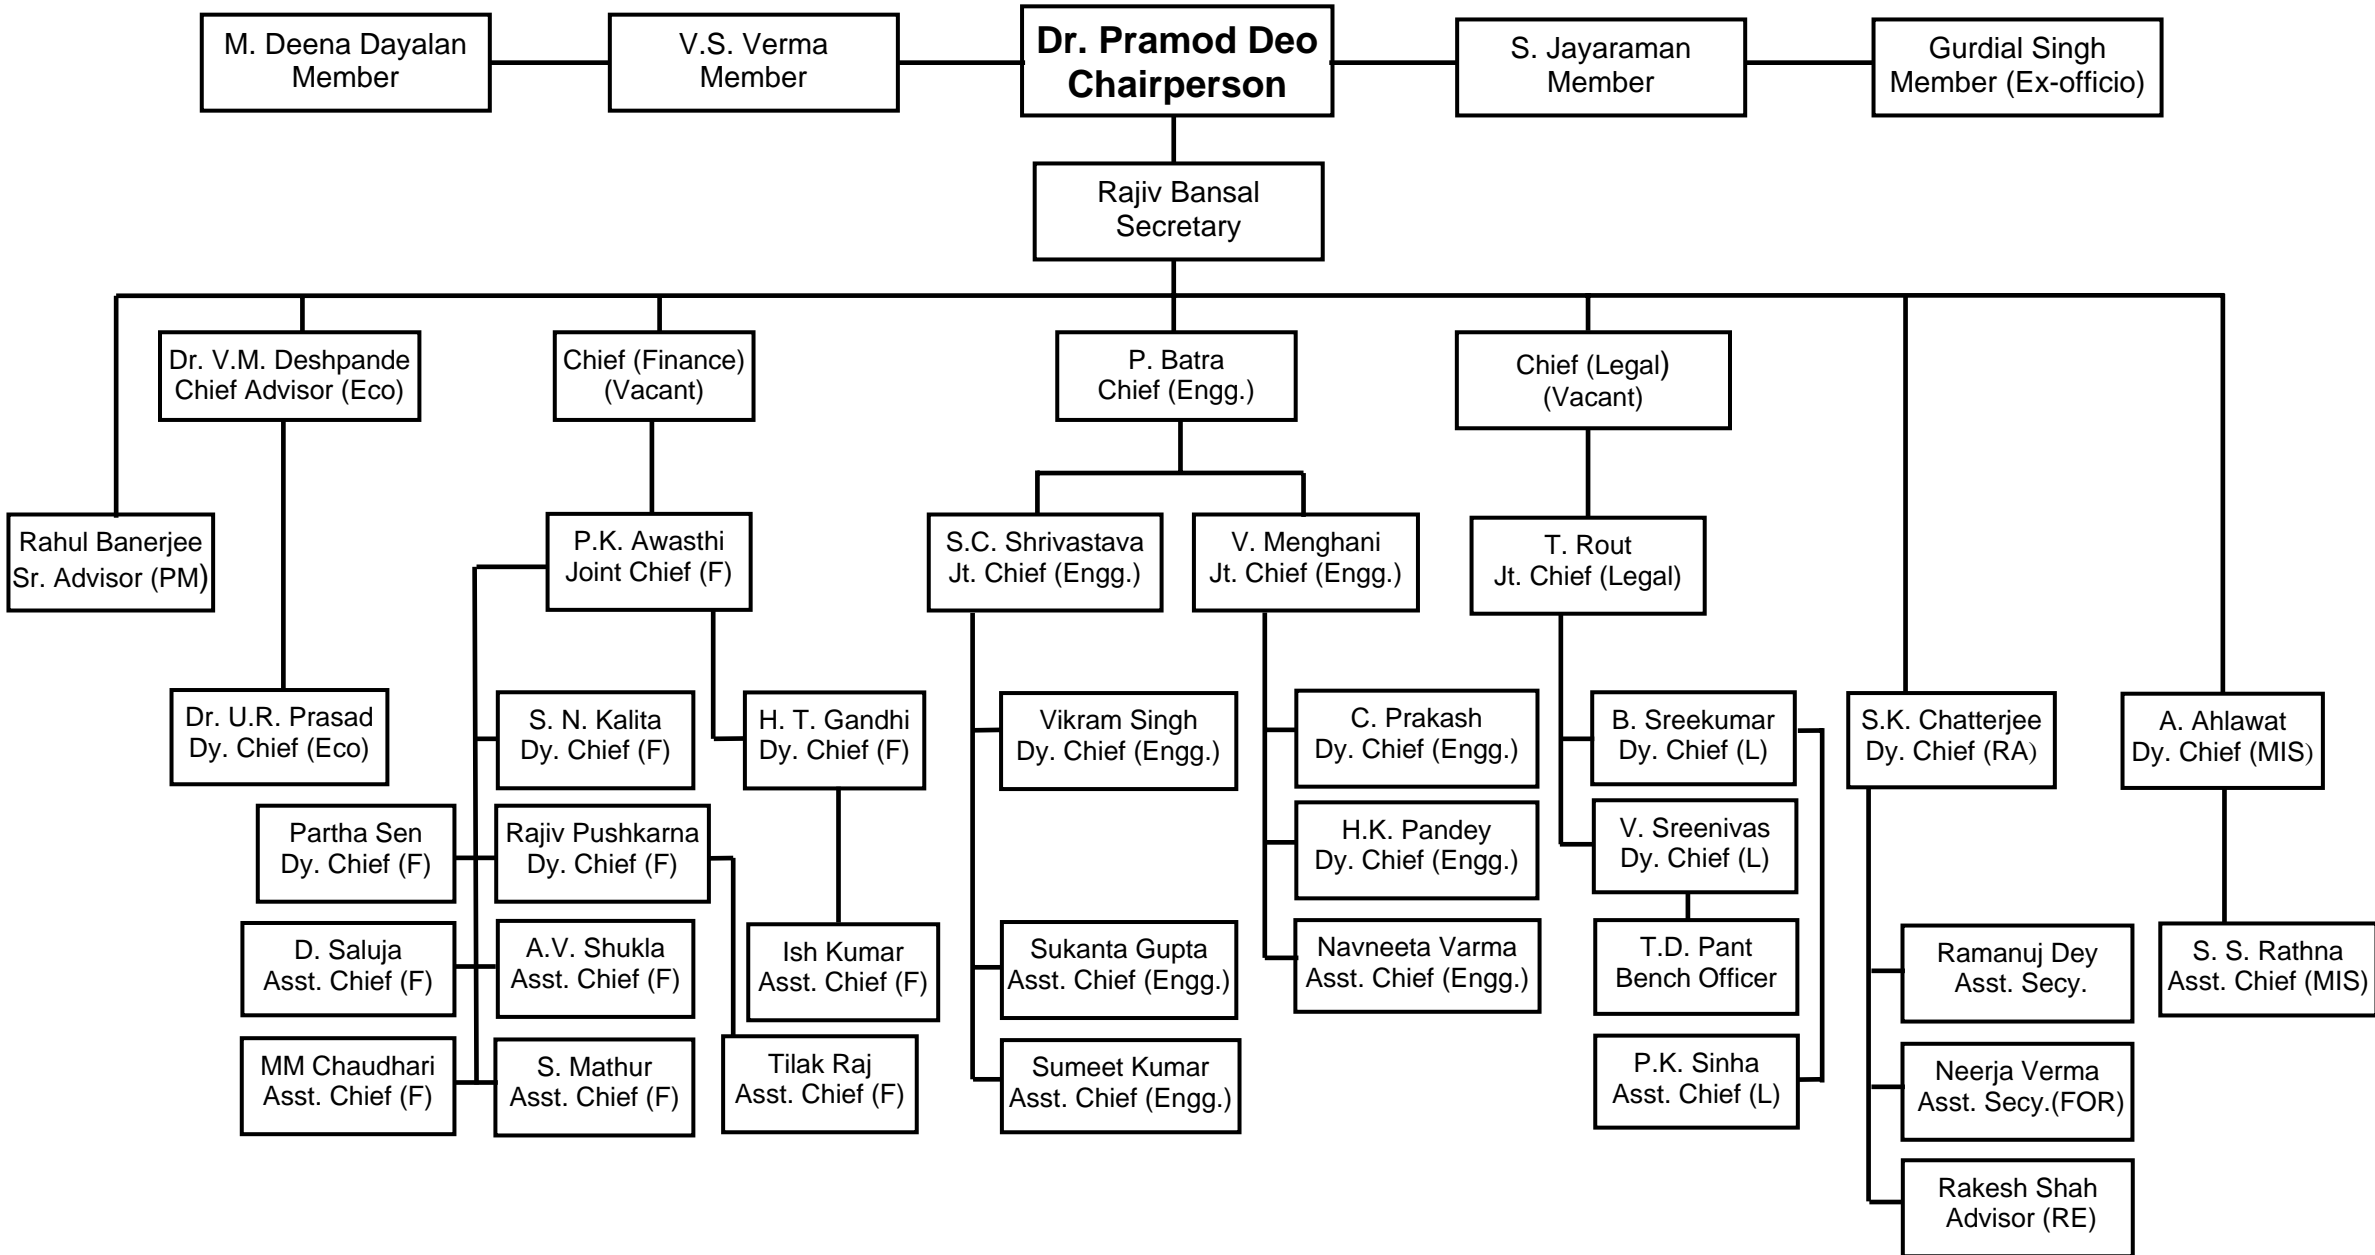 M. Deena Dayalan
Member
V.S. Verma
Member
Dr. Pramod Deo
Chairperson
S. Jayaraman
Member
Gurdial Singh
Member (Ex-officio)
Rajiv Bansal
Secretary
Dr. V.M. Deshpande
Chief Advisor (Eco)
Chief (Finance)
(Vacant)
P. Batra
Chief (Engg.)
Chief (Legal)
(Vacant)
Rahul Banerjee
Sr. Advisor (PM)
P.K. Awasthi
Joint Chief (F)
S.C. Shrivastava
Jt. Chief (Engg.)
V. Menghani
Jt. Chief (Engg.)
T. Rout
Jt. Chief (Legal)
Dr. U.R. Prasad
Dy. Chief (Eco)
S. N. Kalita
Dy. Chief (F)
H. T. Gandhi
Dy. Chief (F)
Vikram Singh
Dy. Chief (Engg.)
C. Prakash
Dy. Chief (Engg.)
B. Sreekumar
Dy. Chief (L)
S.K. Chatterjee
Dy. Chief (RA)
A. Ahlawat
Dy. Chief (MIS)
Partha Sen
Dy. Chief (F)
Rajiv Pushkarna
Dy. Chief (F)
H.K. Pandey
Dy. Chief (Engg.)
V. Sreenivas
Dy. Chief (L)
D. Saluja
Asst. Chief (F)
A.V. Shukla
Asst. Chief (F)
Ish Kumar
Asst. Chief (F)
Sukanta Gupta
Asst. Chief (Engg.)
Navneeta Varma
Asst. Chief (Engg.)
T.D. Pant
Bench Officer
Ramanuj Dey
Asst. Secy.
S. S. Rathna
Asst. Chief (MIS)
MM Chaudhari
Asst. Chief (F)
S. Mathur
Asst. Chief (F)
Tilak Raj
Asst. Chief (F)
Sumeet Kumar
Asst. Chief (Engg.)
P.K. Sinha
Asst. Chief (L)
Neerja Verma
Asst. Secy.(FOR)
Rakesh Shah
Advisor (RE)